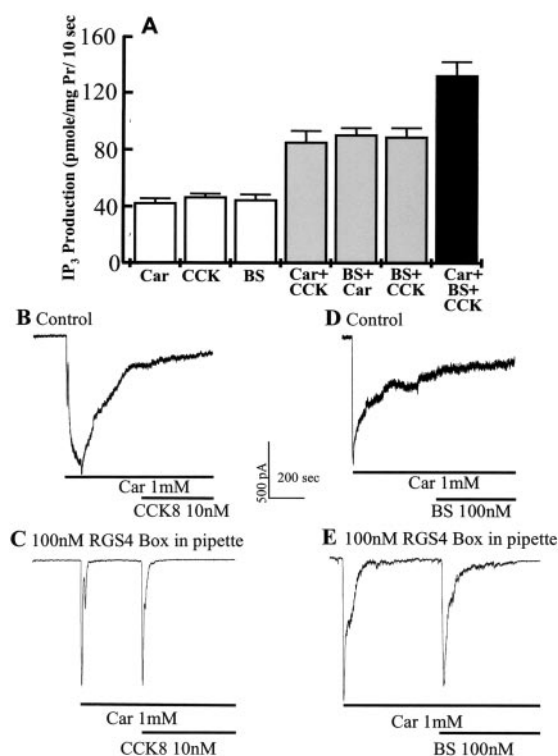 A
IP3 Production (pmole/mg Pr/ 10 sec
160
120
80
40
0
Car
CCK
BS
Car+
CCK
BS+
Car
BS+
CCK
Car+
BS+
CCK
B Control
Car 1mM
CCK8 10nM
500 pA
200 sec
D Control
Car 1mM
BS 100nM
C 100nM RGS4 Box in pipette
Car 1mM
CCK8 10nM
E 100nM RGS4 Box in pipette
Car 1mM
BS 100nM